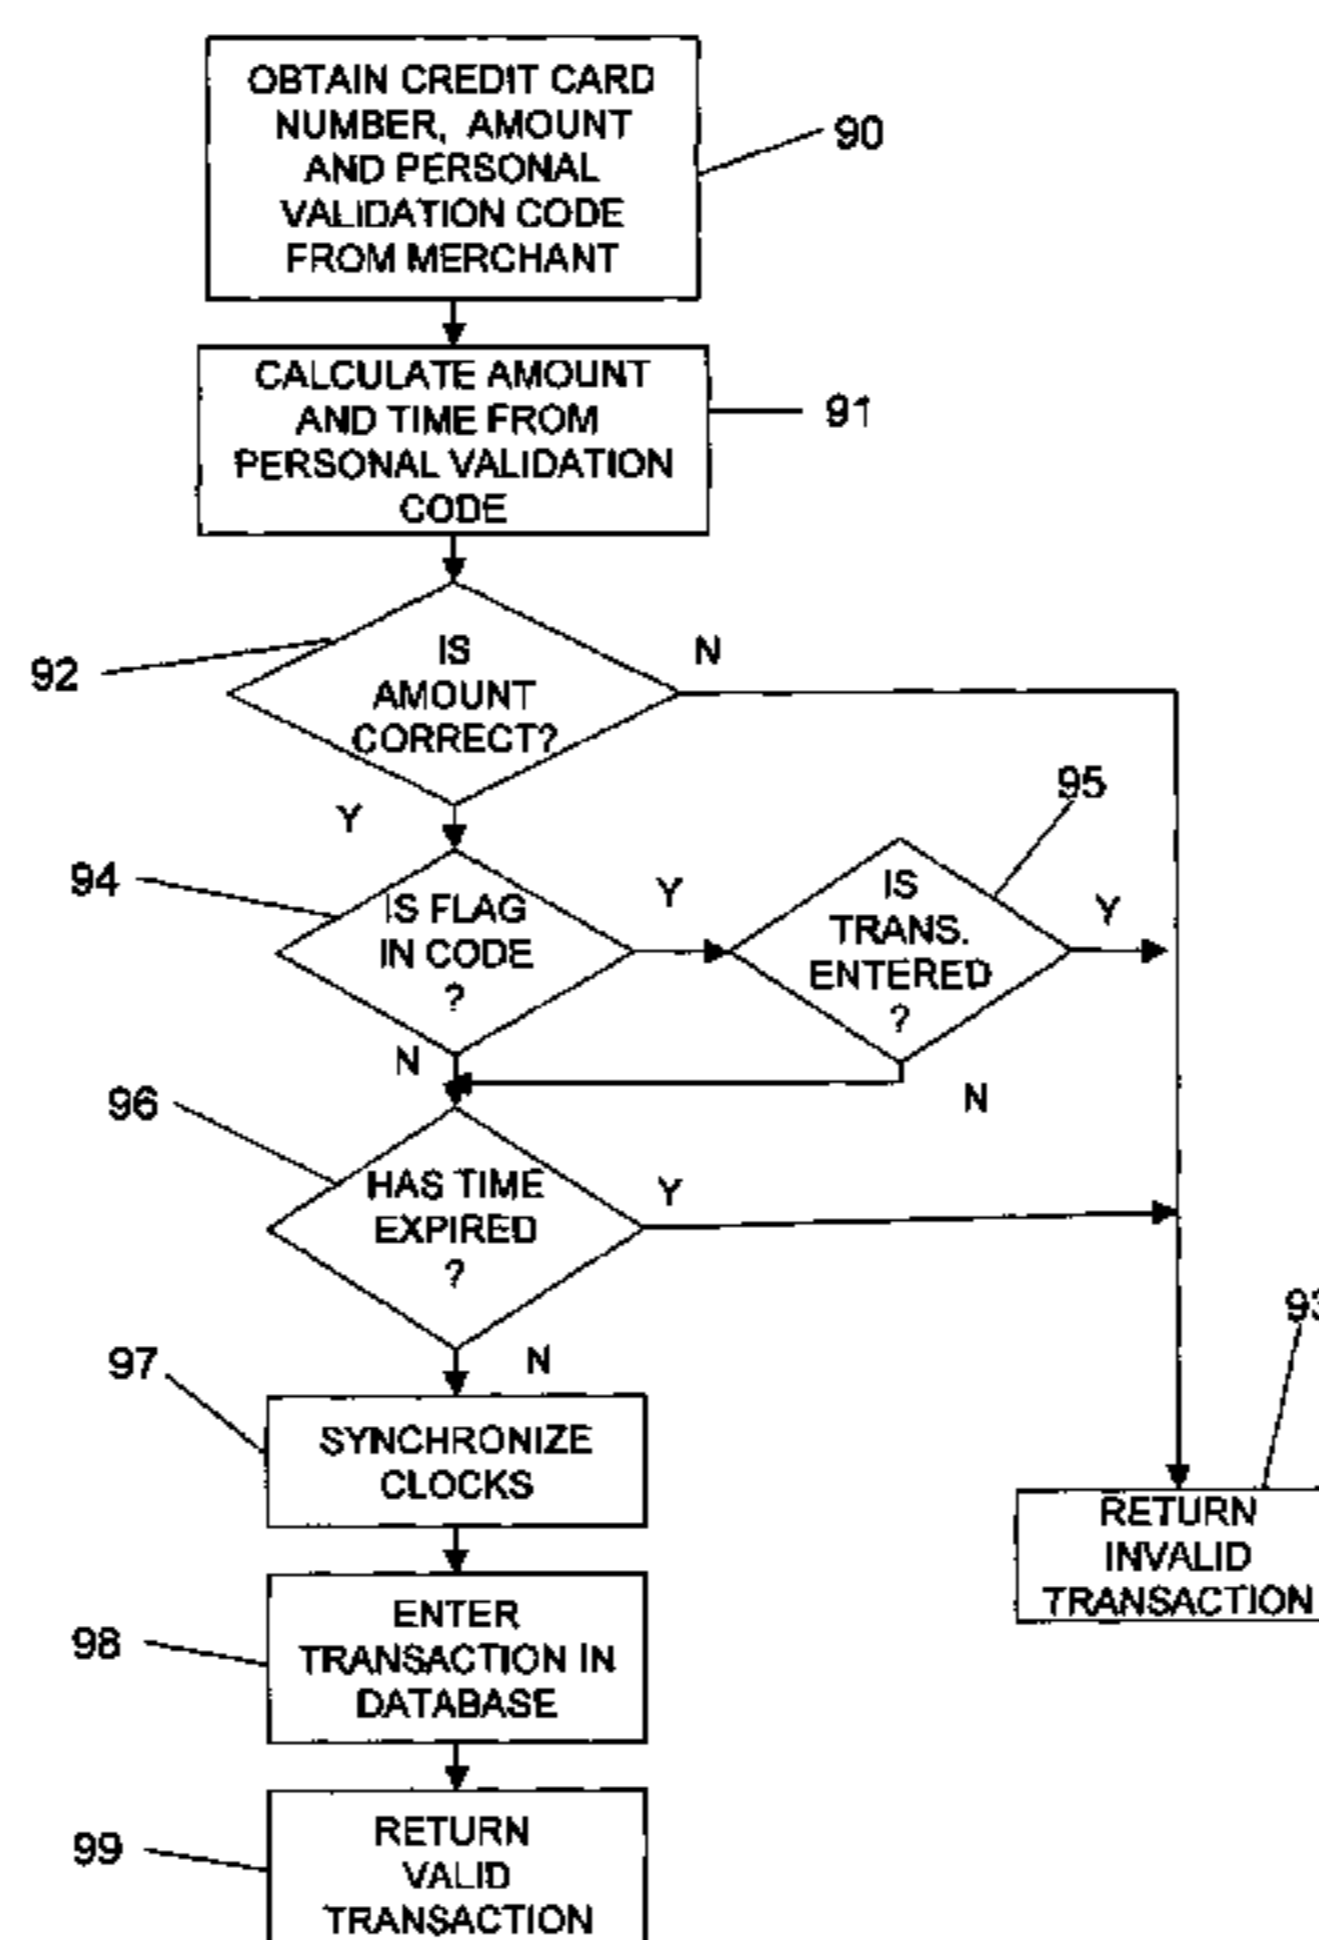 OBTAIN CREDIT CARD
NUMBER, AMOUNT
AND PERSONAL
VALIDATION CODE
FROM MERCHANT
90
CALCULATE AMOUNT
AND TIME FROM
PERSONAL VALIDATION
CODE
91
IS
AMOUNT
CORRECT?
92
N
Y
95
94
IS FLAG
IN CODE
?
Y
IS
TRANS.
ENTERED
?
Y
N
N
96
HAS TIME
EXPIRED
?
Y
93
N
97
SYNCHRONIZE
CLOCKS
RETURN
INVALID
TRANSACTION
98
ENTER
TRANSACTION IN
DATABASE
99
RETURN
VALID
TRANSACTION